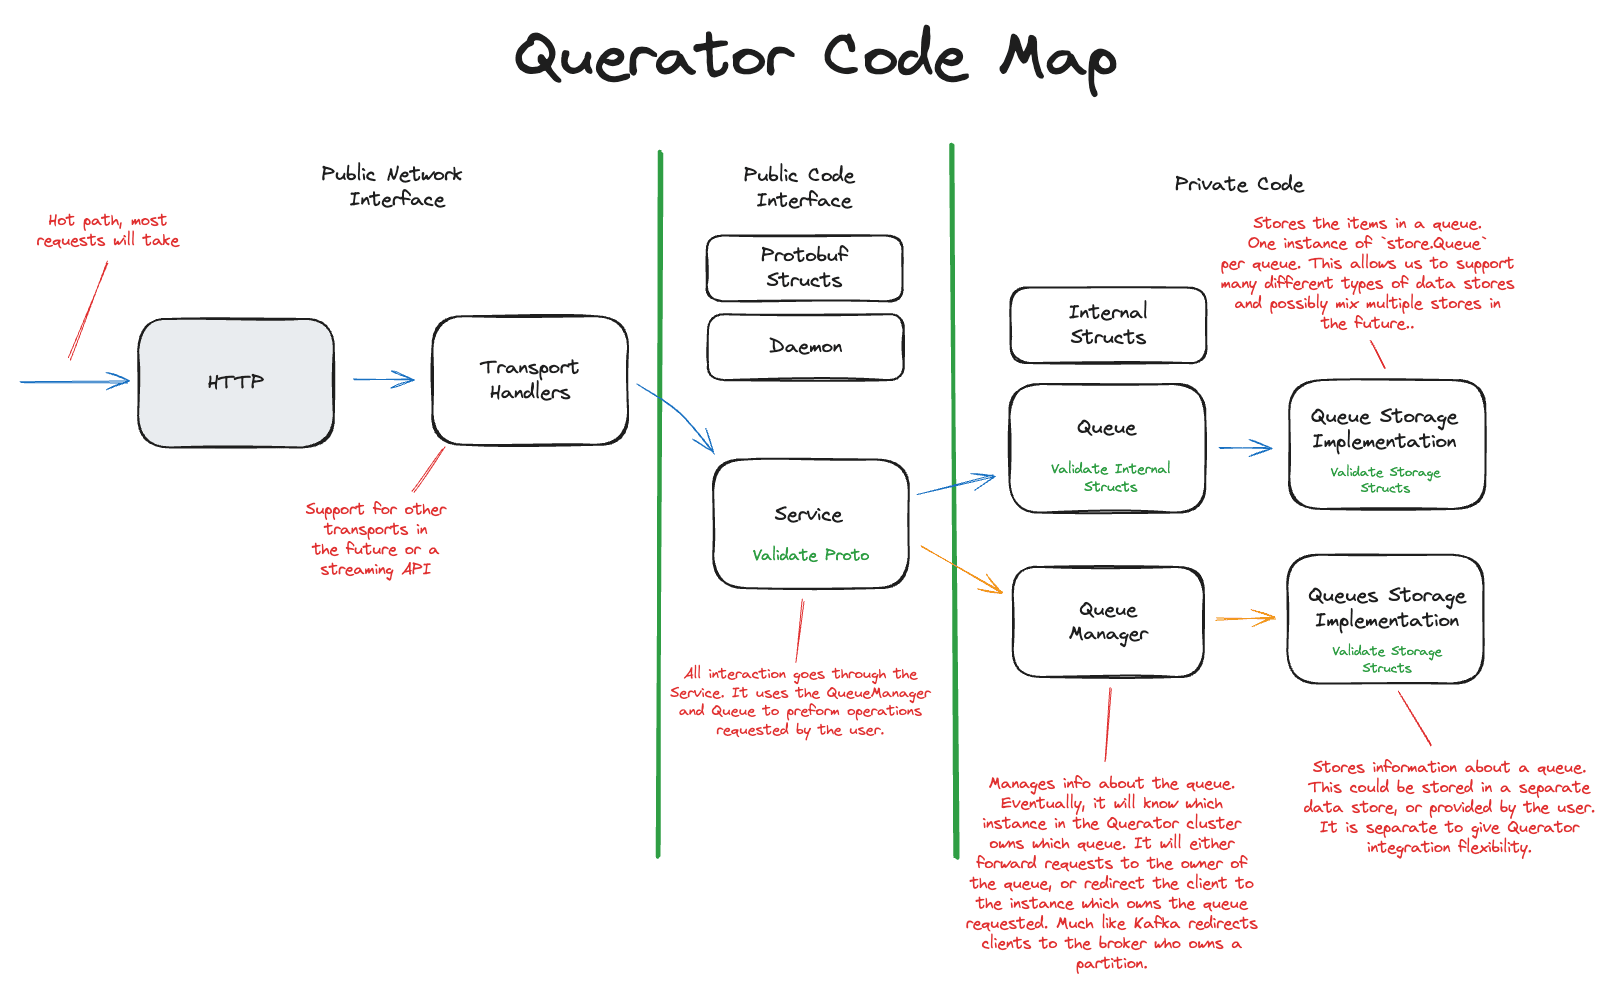 Querator Code Map
Public Network
Interface
Hot path, most
requests will take
HTTP
Transport
Handlers
Support for other
transports in
the future or a
streaming API
Public Code
Interface
Protobuf
Structs
Daemon
Service
Validate Proto
All interaction goes through the
Service. It uses the QueueManager
and Queue to preform operations
requested by the user.
Private Code
Stores the items in a queue.
One instance of `store.Queue`
per queue. This allows us to support
many different types of data stores
and possibly mix multiple stores in
the future..
Internal
Structs
Queue
Validate Internal
Structs
Queue Storage
Implementation
Validate Storage
Structs
Queue
Manager
Queues Storage
Implementation
Validate Storage
Structs
Manages info about the queue.
Eventually, it will know which
instance in the Querator cluster
owns which queue. It will either
forward requests to the owner of
the queue, or redirect the client to
the instance which owns the queue
requested. Much like Kafka redirects
clients to the broker who owns a
partition.
Stores information about a queue.
This could be stored in a separate
data store, or provided by the user.
It is separate to give Querator
integration flexibility.